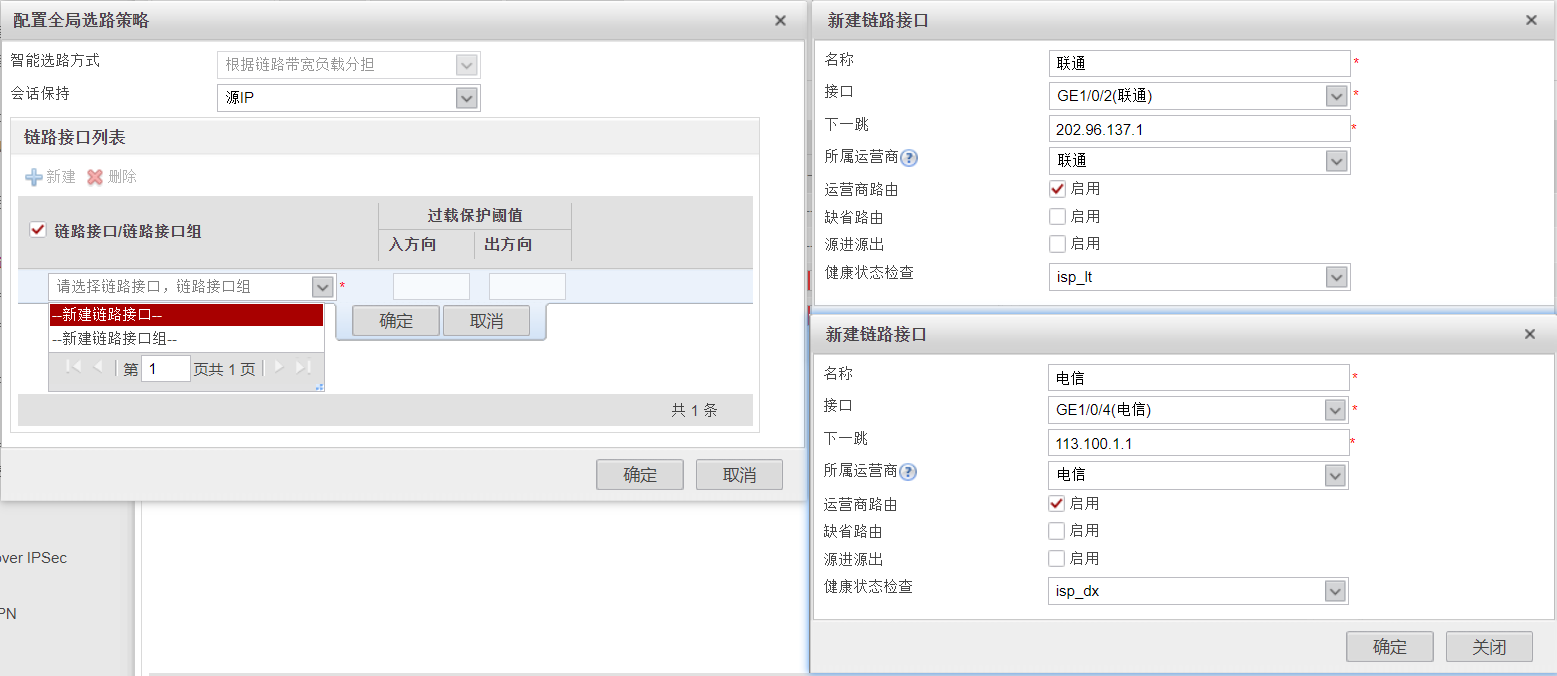 配置全局选路策略
智能选路方式 根据链路带宽负载分担
会话保持 源IP
链路接口列表
新建 删除
链路接口/链路接口组
过载保护阈值
入方向 出方向
请选择链路接口，链路接口组 *
--新建链路接口--
--新建链路接口组--
确定 取消
第 1 页共 1 页
共 1 条
确定 取消
over IPSec
PN
新建链路接口
名称 联通 *
接口 GE1/0/2(联通) *
下一跳 202.96.137.1 *
所属运营商 ? 联通
运营商路由 启用
缺省路由 启用
源进源出 启用
健康状态检查 isp_lt
新建链路接口
名称 电信 *
接口 GE1/0/4(电信) *
下一跳 113.100.1.1 *
所属运营商 ? 电信
运营商路由 启用
缺省路由 启用
源进源出 启用
健康状态检查 isp_dx
确定 关闭